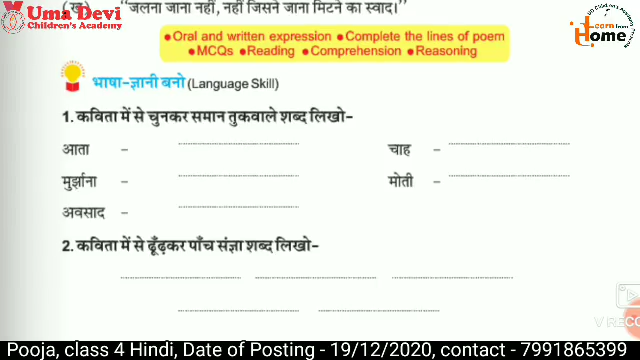 Uma Devi
Children's Academy
(ख) "जलना जाना नहीं, नहीं जिसने जाना मिटने का स्वाद।"
Learn from
Home
●Oral and written expression ●Complete the lines of poem
●MCQs ●Reading ●Comprehension ●Reasoning
भाषा-ज्ञानी बनो (Language Skill)
1. कविता में से चुनकर समान तुकवाले शब्द लिखो-
आता -
चाह -
मुर्झाना -
मोती -
अवसाद -
2. कविता में से ढूँढ़कर पाँच संज्ञा शब्द लिखो-
Pooja, class 4 Hindi, Date of Posting - 19/12/2020, contact - 7991865399